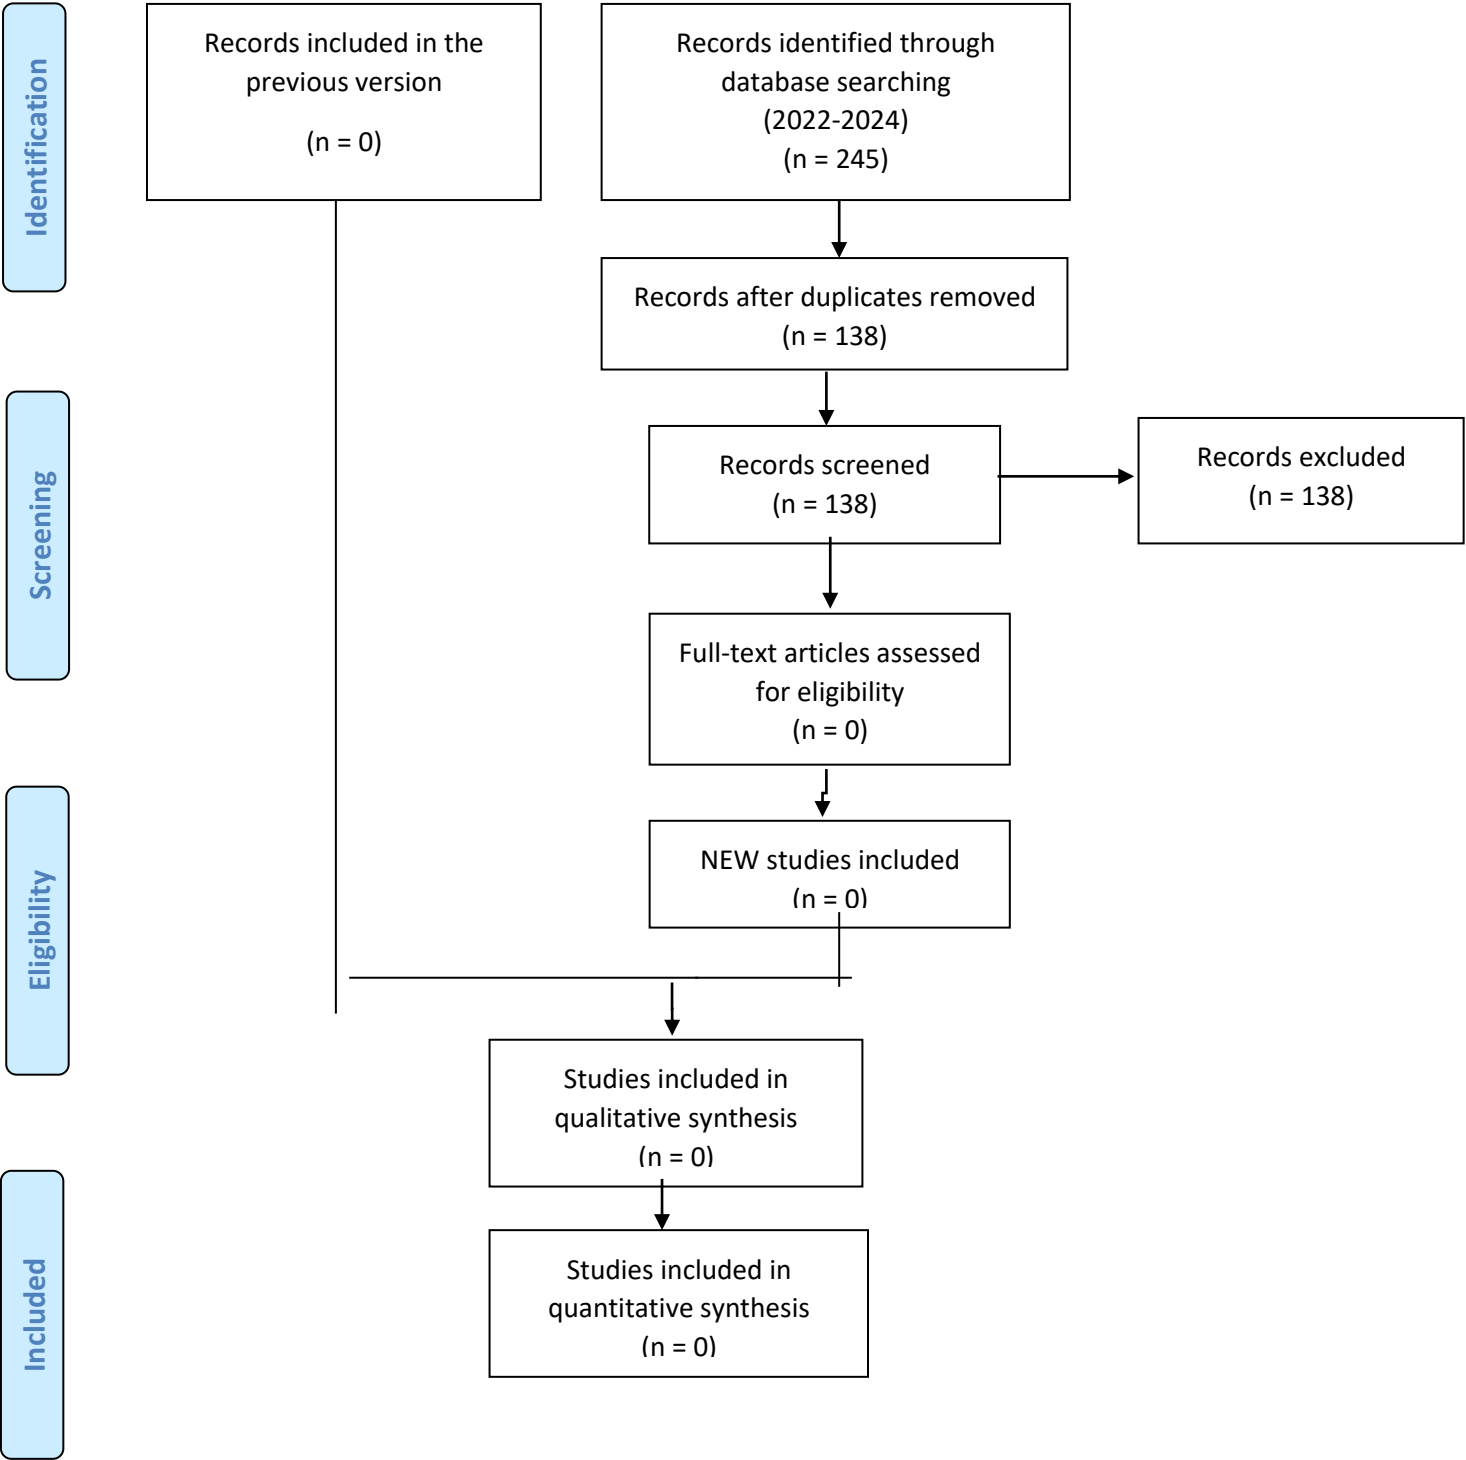 Identification
Records included in the
previous version
(n = 0)
Records identified through
database searching
(2022-2024)
(n = 245)
Records after duplicates removed
(n = 138)
Screening
Records screened
(n = 138)
Records excluded
(n = 138)
Full-text articles assessed
for eligibility
(n = 0)
Eligibility
NEW studies included
(n = 0)
Studies included in
qualitative synthesis
(n = 0)
Included
Studies included in
quantitative synthesis
(n = 0)